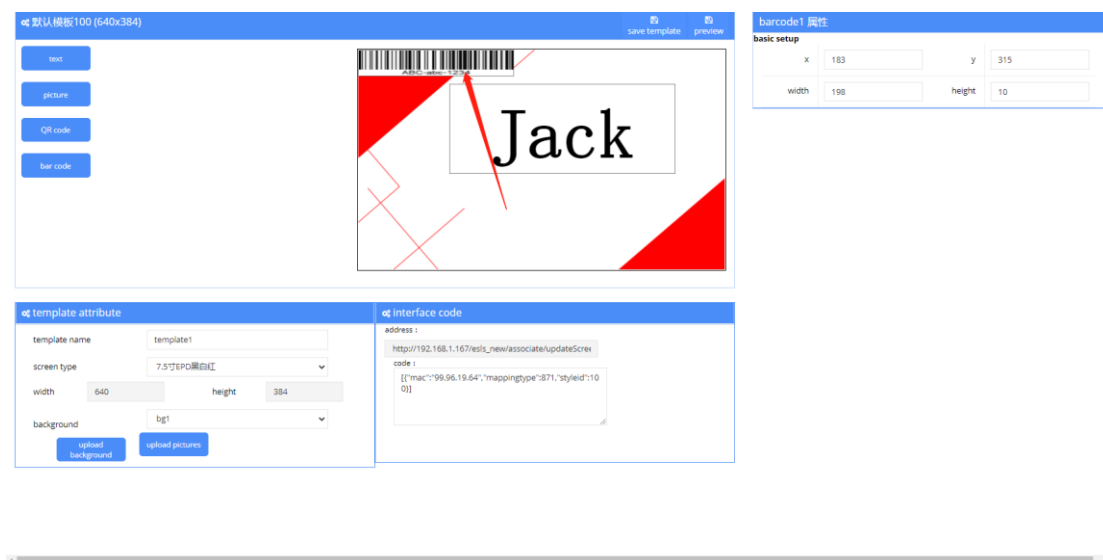 默认模板100 (640x384)
save template
preview
text
picture
QR code
bar code
ABC-abc-1234
Jack
barcode1 属性
basic setup
x 183 y 315
width 198 height 10
template attribute
template name template1
screen type 7.5寸EPD黑白红
width 640 height 384
background bg1
upload background
upload pictures
interface code
address :
http://192.168.1.167/esls_new/associate/updateScree
code :
[{"mac":"99.96.19.64","mappingtype":871,"styleid":10
0}]